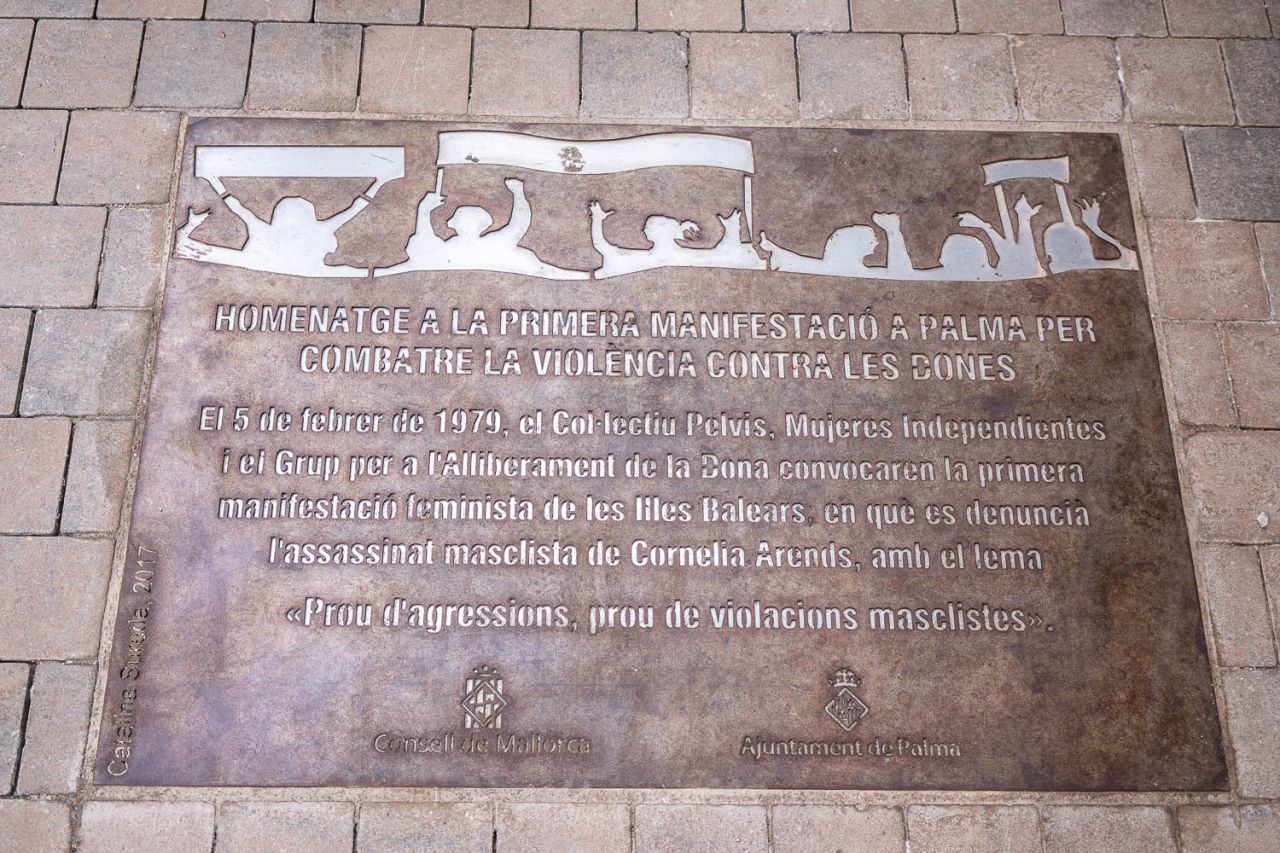 HOMENATGE A LA PRIMERA MANIFESTACIÓ A PALMA PER
COMBATRE LA VIOLÈNCIA CONTRA LES DONES
El 5 de febrer de 1979, el Col·lectiu Pelvis, Mujeres Independientes
i el Grup per a l'Alliberament de la Dona convocaren la primera
manifestació feminista de les Illes Balears, en què es denuncià
l'assassinat masclista de Cornelia Arends, amb el lema
«Prou d'agressions, prou de violacions masclistes».
Consell de Mallorca
Ajuntament de Palma
Catalina Sureda, 2017